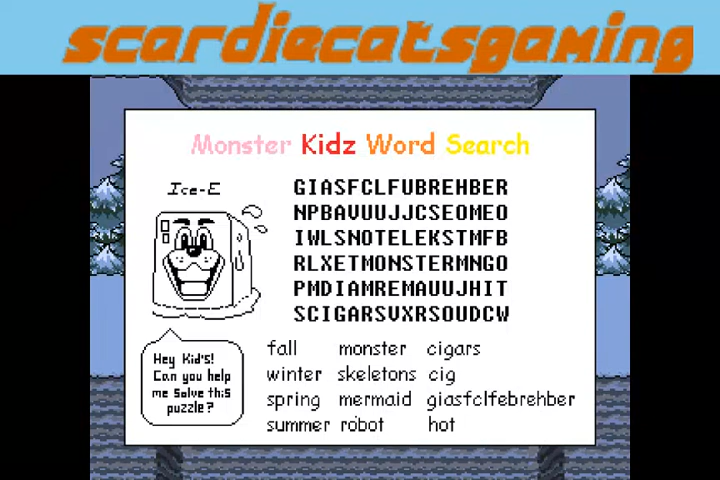 scardiecatsgaming
Monster Kidz Word Search
Ice-E
GIASFCLFUBREHBER
NPBAVUUJJCSEOMEO
IWLSNOTELEKSTMFB
RLXETMONSTERMNGO
PMDIAMREMAUUJHIT
SCIGARSVXRSOUDCW
Hey Kid's!
Can you help
me solve this
puzzle?
fall monster cigars
winter skeletons cig
spring mermaid giasfclfebrehber
summer robot hot